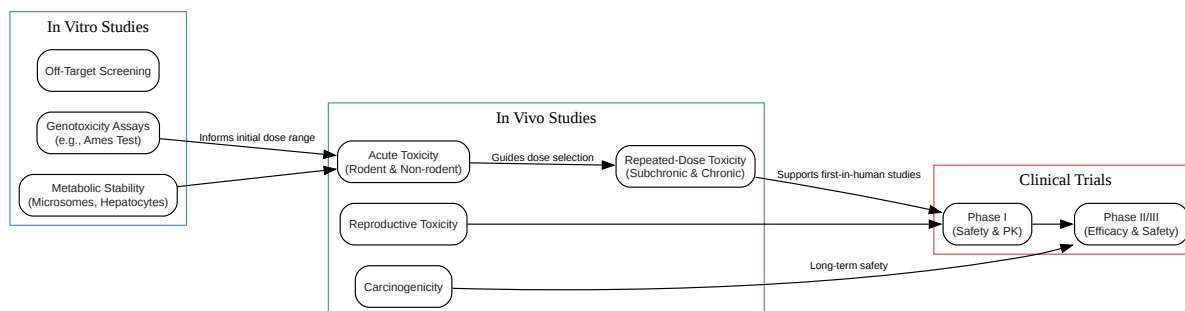 In Vitro Studies
Off-Target Screening
Genotoxicity Assays
(e.g., Ames Test)
Metabolic Stability
(Microsomes, Hepatocytes)
Informs initial dose range
In Vivo Studies
Acute Toxicity
(Rodent & Non-rodent)
Guides dose selection
Repeated-Dose Toxicity
(Subchronic & Chronic)
Reproductive Toxicity
Carcinogenicity
Supports first-in-human studies
Long-term safety
Clinical Trials
Phase I
(Safety & PK)
Phase II/III
(Efficacy & Safety)